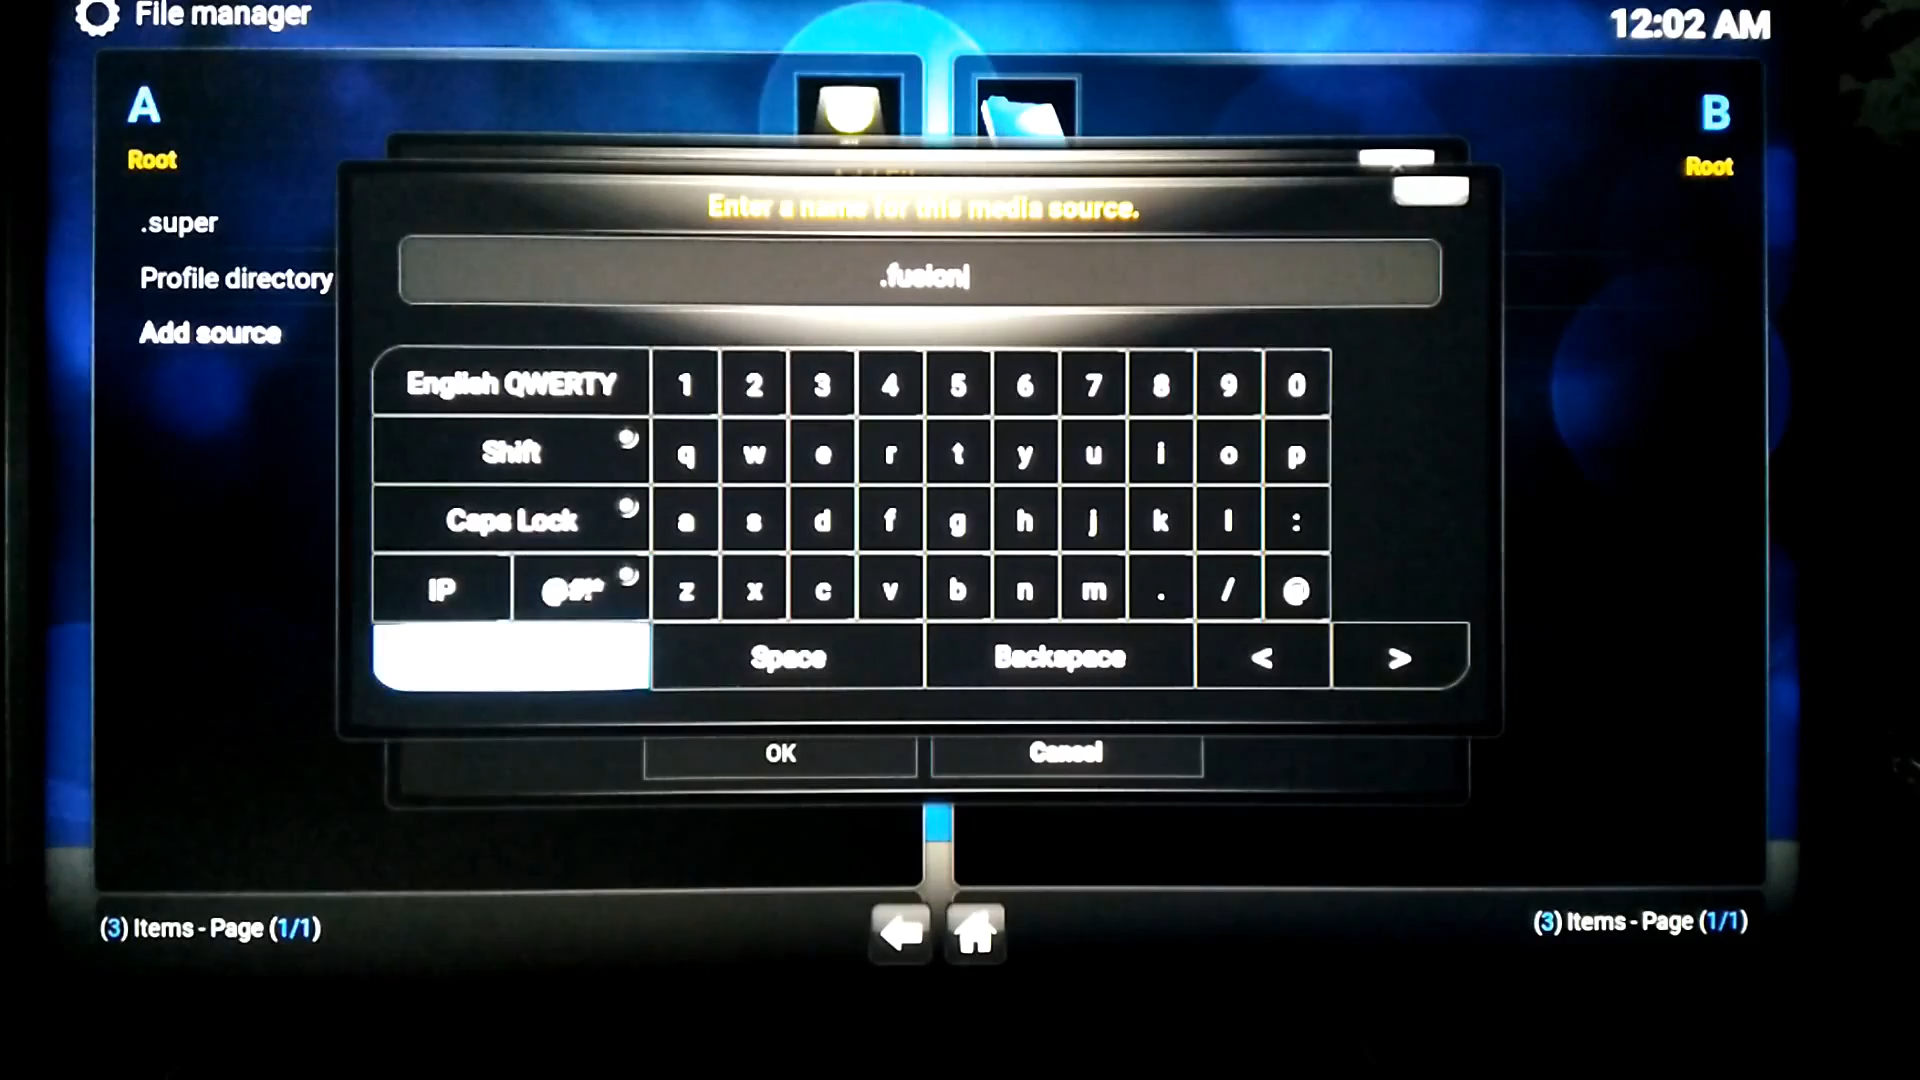 File manager
12:02 AM
A
B
Root
Root
.super
Profile directory
Add source
Enter a name for this media source.
.fusion
English QWERTY 1 2 3 4 5 6 7 8 9 0
Shift q w e r t y u i o p
Caps Lock a s d f g h j k l :
IP @#!* z x c v b n m . / @
Space Backspace < >
OK Cancel
(3) Items - Page (1/1)
(3) Items - Page (1/1)